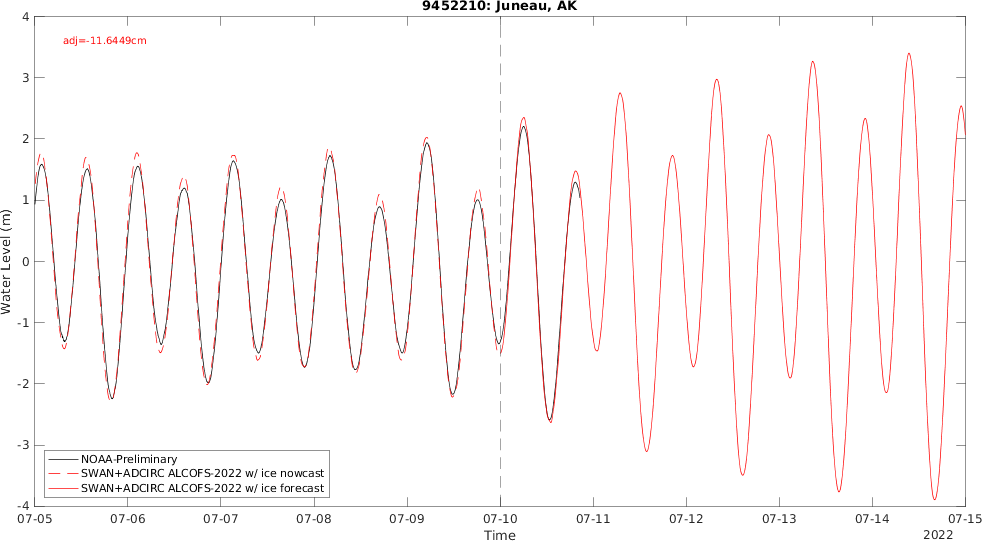 9452210: Juneau, AK
adj=-11.6449cm
Water Level (m)
4
3
2
1
0
-1
-2
-3
-4
NOAA-Preliminary
SWAN+ADCIRC ALCOFS-2022 w/ ice nowcast
SWAN+ADCIRC ALCOFS-2022 w/ ice forecast
07-05 07-06 07-07 07-08 07-09 07-10 07-11 07-12 07-13 07-14 07-15
Time
2022